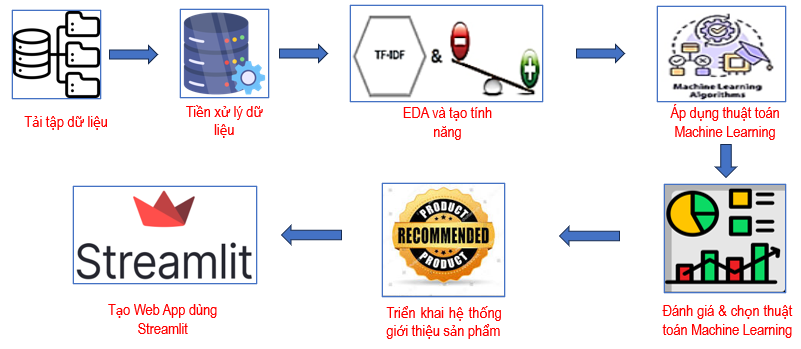 TF-IDF
&
Machine Learning
Algorithms
Tải tập dữ liệu
Tiền xử lý dữ
liệu
EDA và tạo tính
năng
Áp dụng thuật toán
Machine Learning
Streamlit
PRODUCT
RECOMMENDED
PRODUCT
Tạo Web App dùng
Streamlit
Triển khai hệ thống
giới thiệu sản phẩm
Đánh giá & chọn thuật
toán Machine Learning